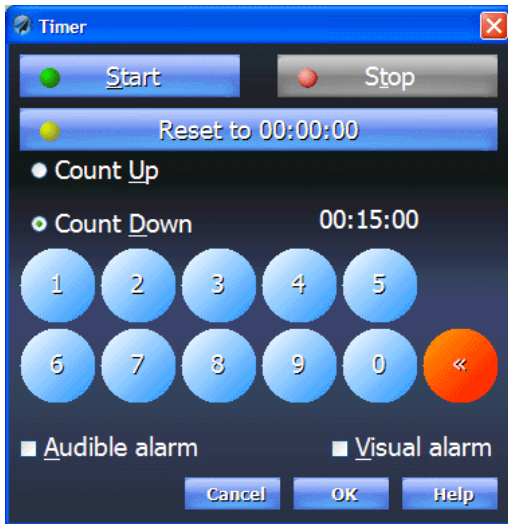 Timer
Start Stop
Reset to 00:00:00
Count Up
Count Down 00:15:00
1 2 3 4 5
6 7 8 9 0 «
Audible alarm Visual alarm
Cancel OK Help